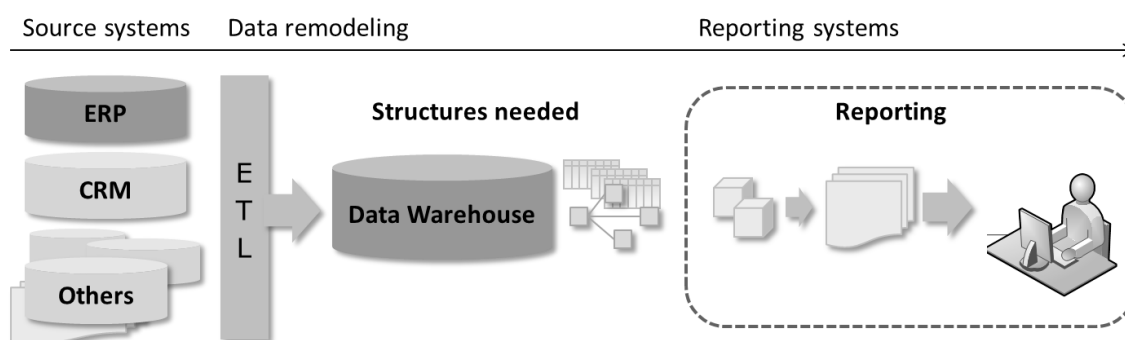 Source systems
Data remodeling
Reporting systems
ERP
CRM
Others
E
T
L
Structures needed
Data Warehouse
Reporting